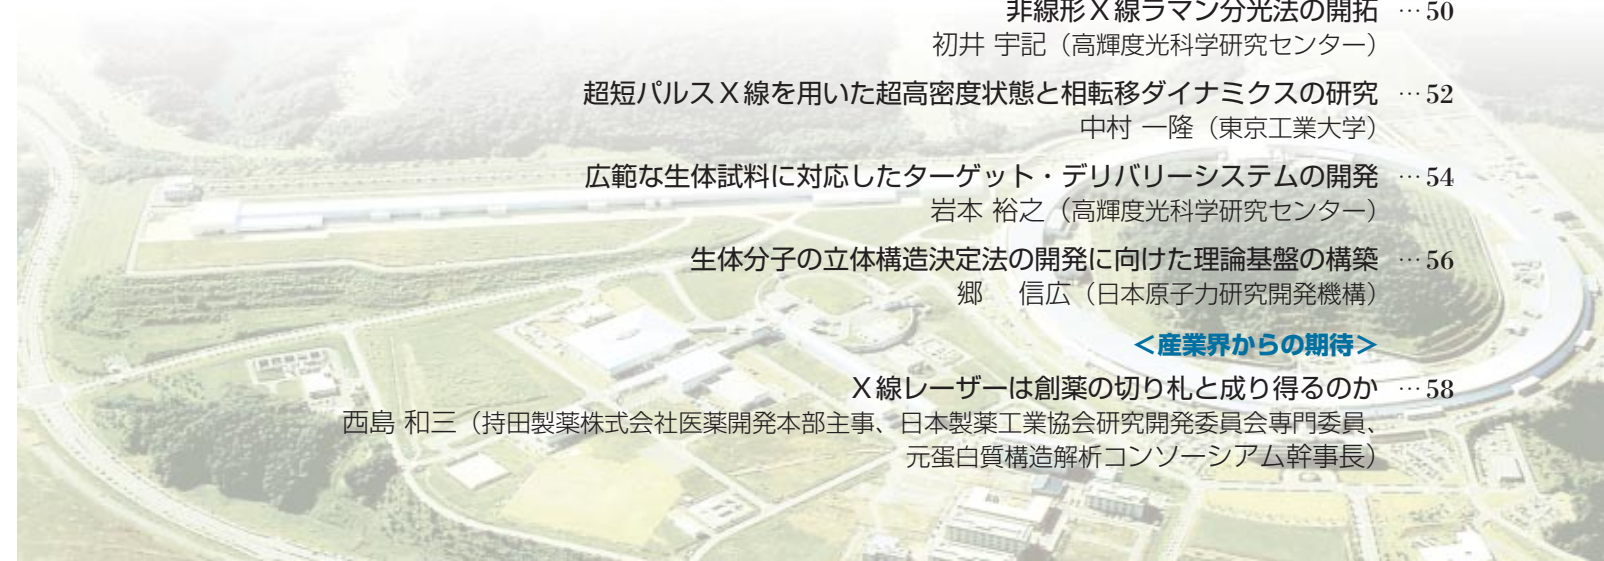 非線形X線ラマン分光法の開拓 …50
初井 宇記（高輝度光科学研究センター）
超短パルスX線を用いた超高密度状態と相転移ダイナミクスの研究 …52
中村 一隆（東京工業大学）
広範な生体試料に対応したターゲット・デリバリーシステムの開発 …54
岩本 裕之（高輝度光科学研究センター）
生体分子の立体構造決定法の開発に向けた理論基盤の構築 …56
郷　信広（日本原子力研究開発機構）
＜産業界からの期待＞
X線レーザーは創薬の切り札と成り得るのか …58
西島 和三（持田製薬株式会社医薬開発本部主事、日本製薬工業協会研究開発委員会専門委員、
元蛋白質構造解析コンソーシアム幹事長）